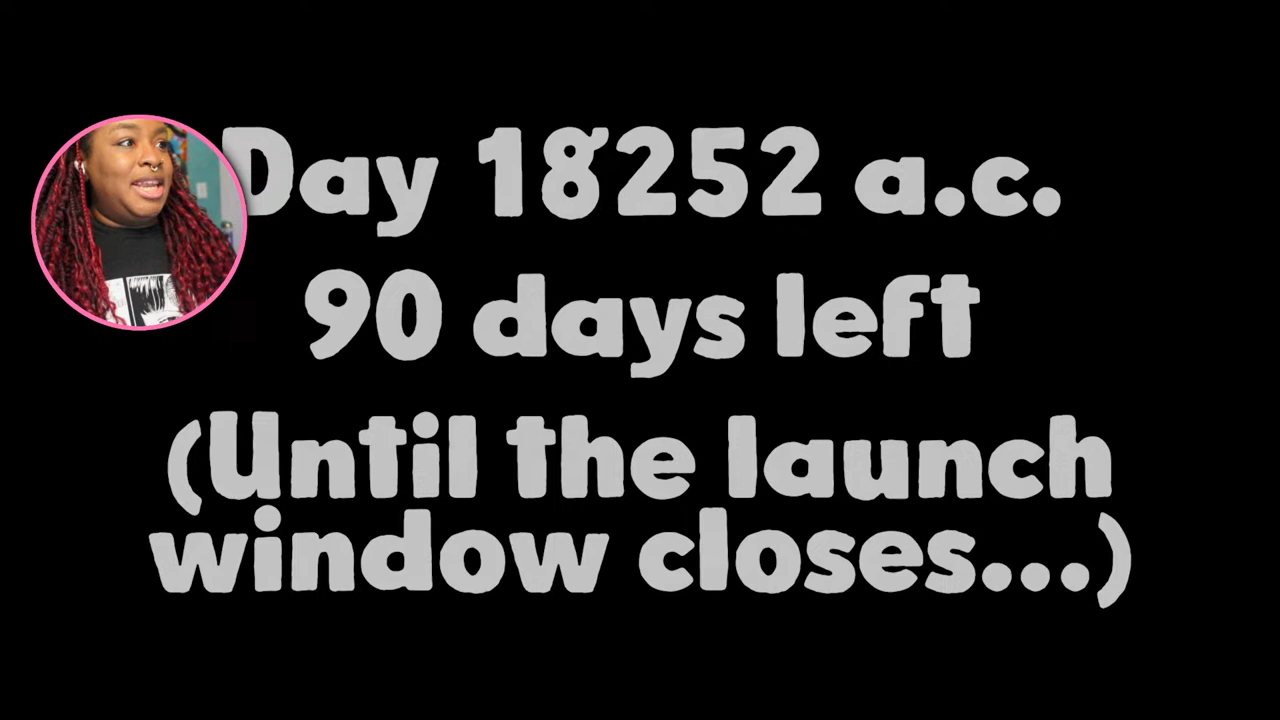 Day 18252 a.c.
90 days left
(Until the launch
window closes...)